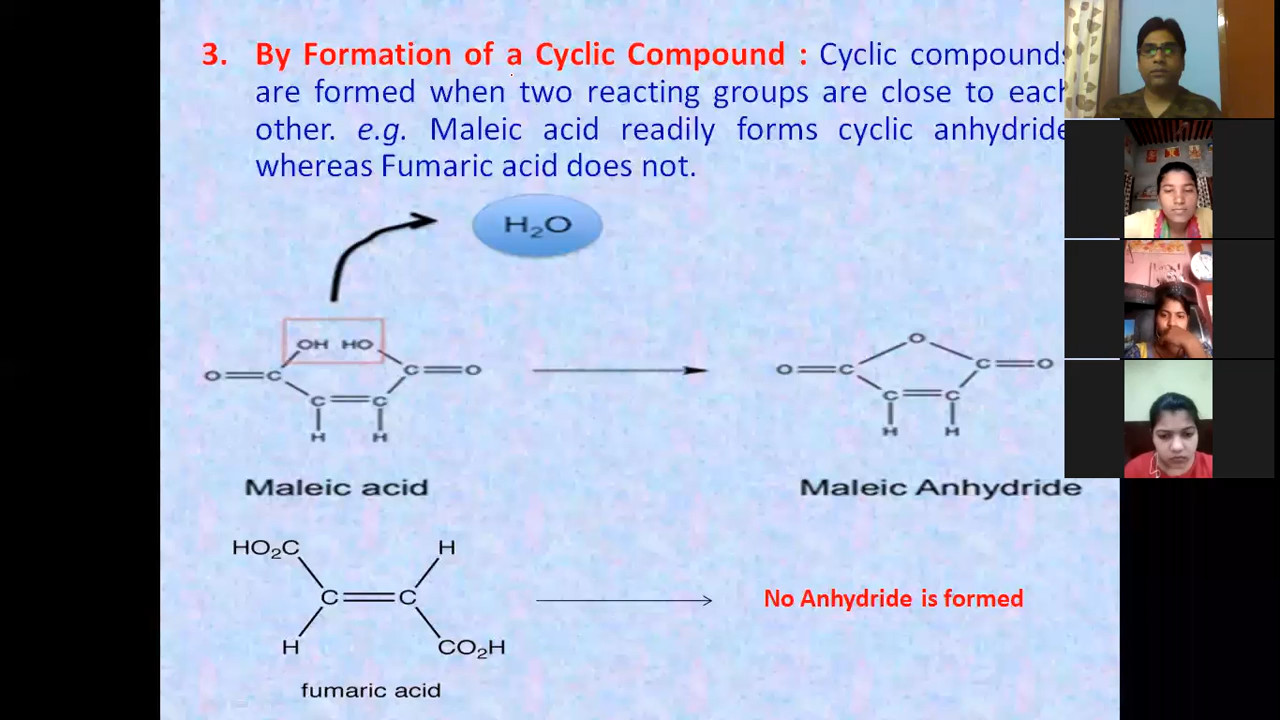 3. By Formation of a Cyclic Compound : Cyclic compounds
are formed when two reacting groups are close to each
other. e.g. Maleic acid readily forms cyclic anhydride
whereas Fumaric acid does not.
H₂O
OH HO
O C C O
C C
H H
O
O C C O
C C
H H
Maleic acid
Maleic Anhydride
HO₂C H
C C
H CO₂H
No Anhydride is formed
fumaric acid